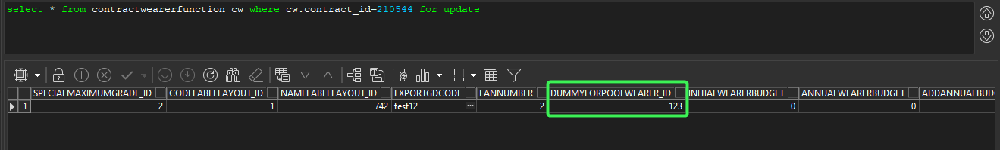 select * from contractwearerfunction cw where cw.contract_id=210544 for update
SPECIALMAXIMUMGRADE_ID CODELABELLAYOUT_ID NAMELABELLAYOUT_ID EXPORTGDCODE EANNUMBER DUMMYFORPOOLWEARER_ID INITIALWEARERBUDGET ANNUALWEARERBUDGET ADDANNUALBUD
1 2 1 742 test12 ... 2 123 0 0